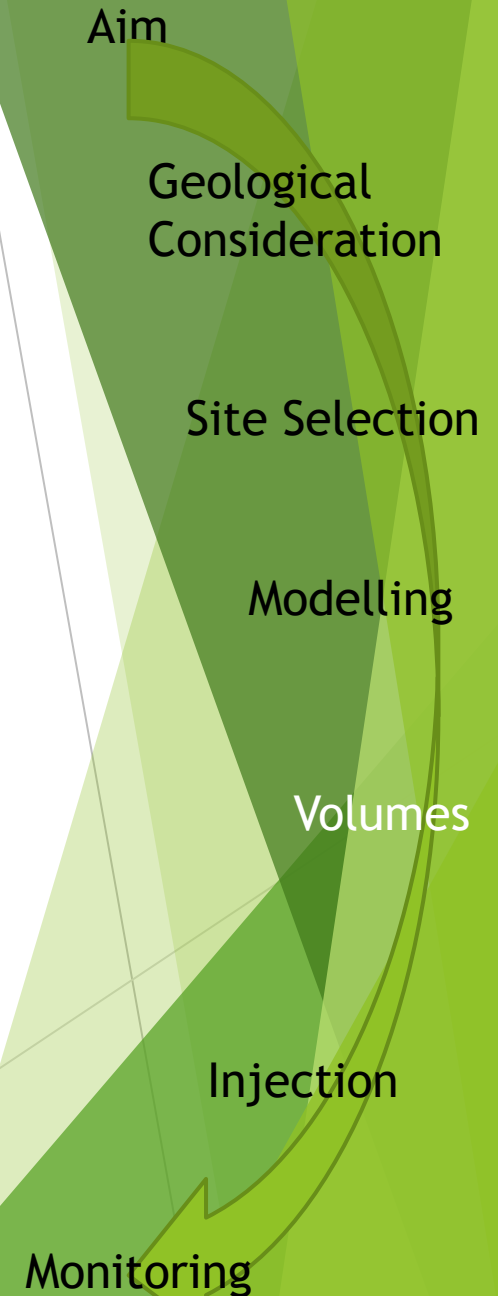 Aim
Geological
Consideration
Site Selection
Modelling
Volumes
Injection
Monitoring